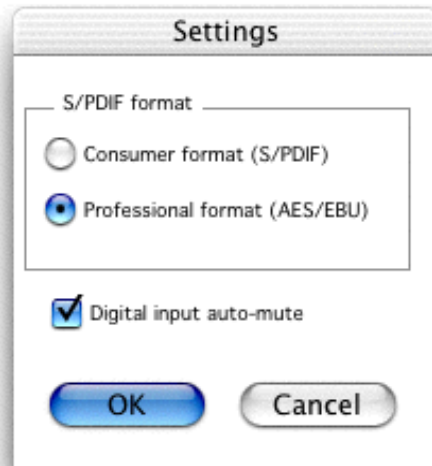 Settings
S/PDIF format
Consumer format (S/PDIF)
Professional format (AES/EBU)
Digital input auto-mute
OK
Cancel